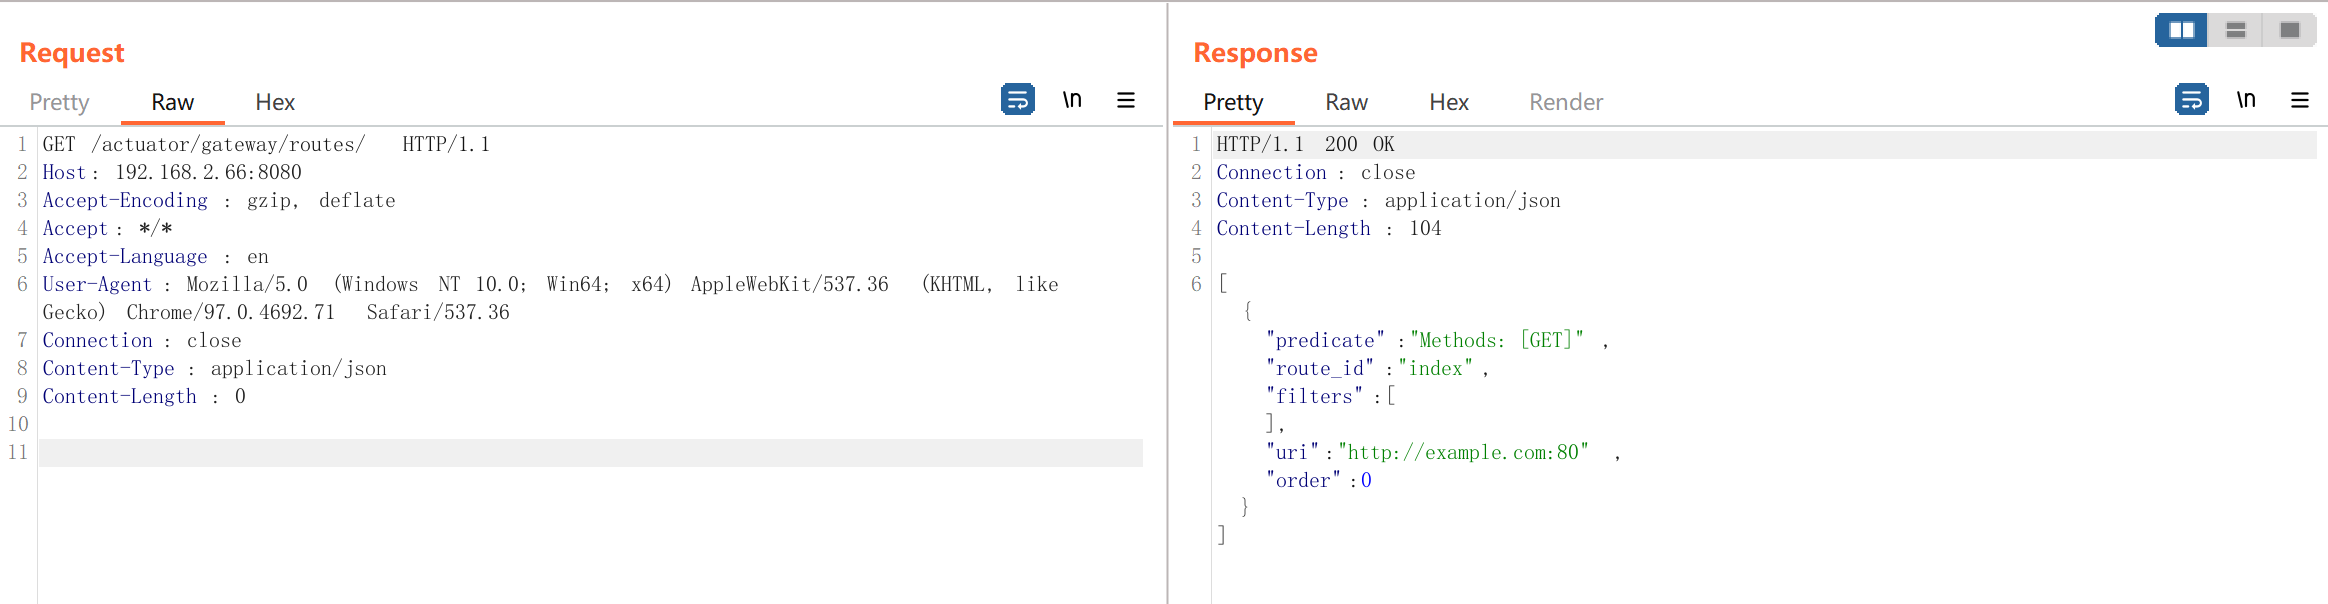 Request
Pretty Raw Hex \n
1 GET /actuator/gateway/routes/ HTTP/1.1
2 Host: 192.168.2.66:8080
3 Accept-Encoding : gzip, deflate
4 Accept: */*
5 Accept-Language : en
6 User-Agent : Mozilla/5.0 (Windows NT 10.0; Win64; x64) AppleWebKit/537.36 (KHTML, like
Gecko) Chrome/97.0.4692.71 Safari/537.36
7 Connection : close
8 Content-Type : application/json
9 Content-Length : 0
10
11
Response
Pretty Raw Hex Render \n
1 HTTP/1.1 200 OK
2 Connection : close
3 Content-Type : application/json
4 Content-Length : 104
5
6 [
{
"predicate" :"Methods: [GET]" ,
"route_id" :"index" ,
"filters" :[
],
"uri" :"http://example.com:80" ,
"order" :0
}
]